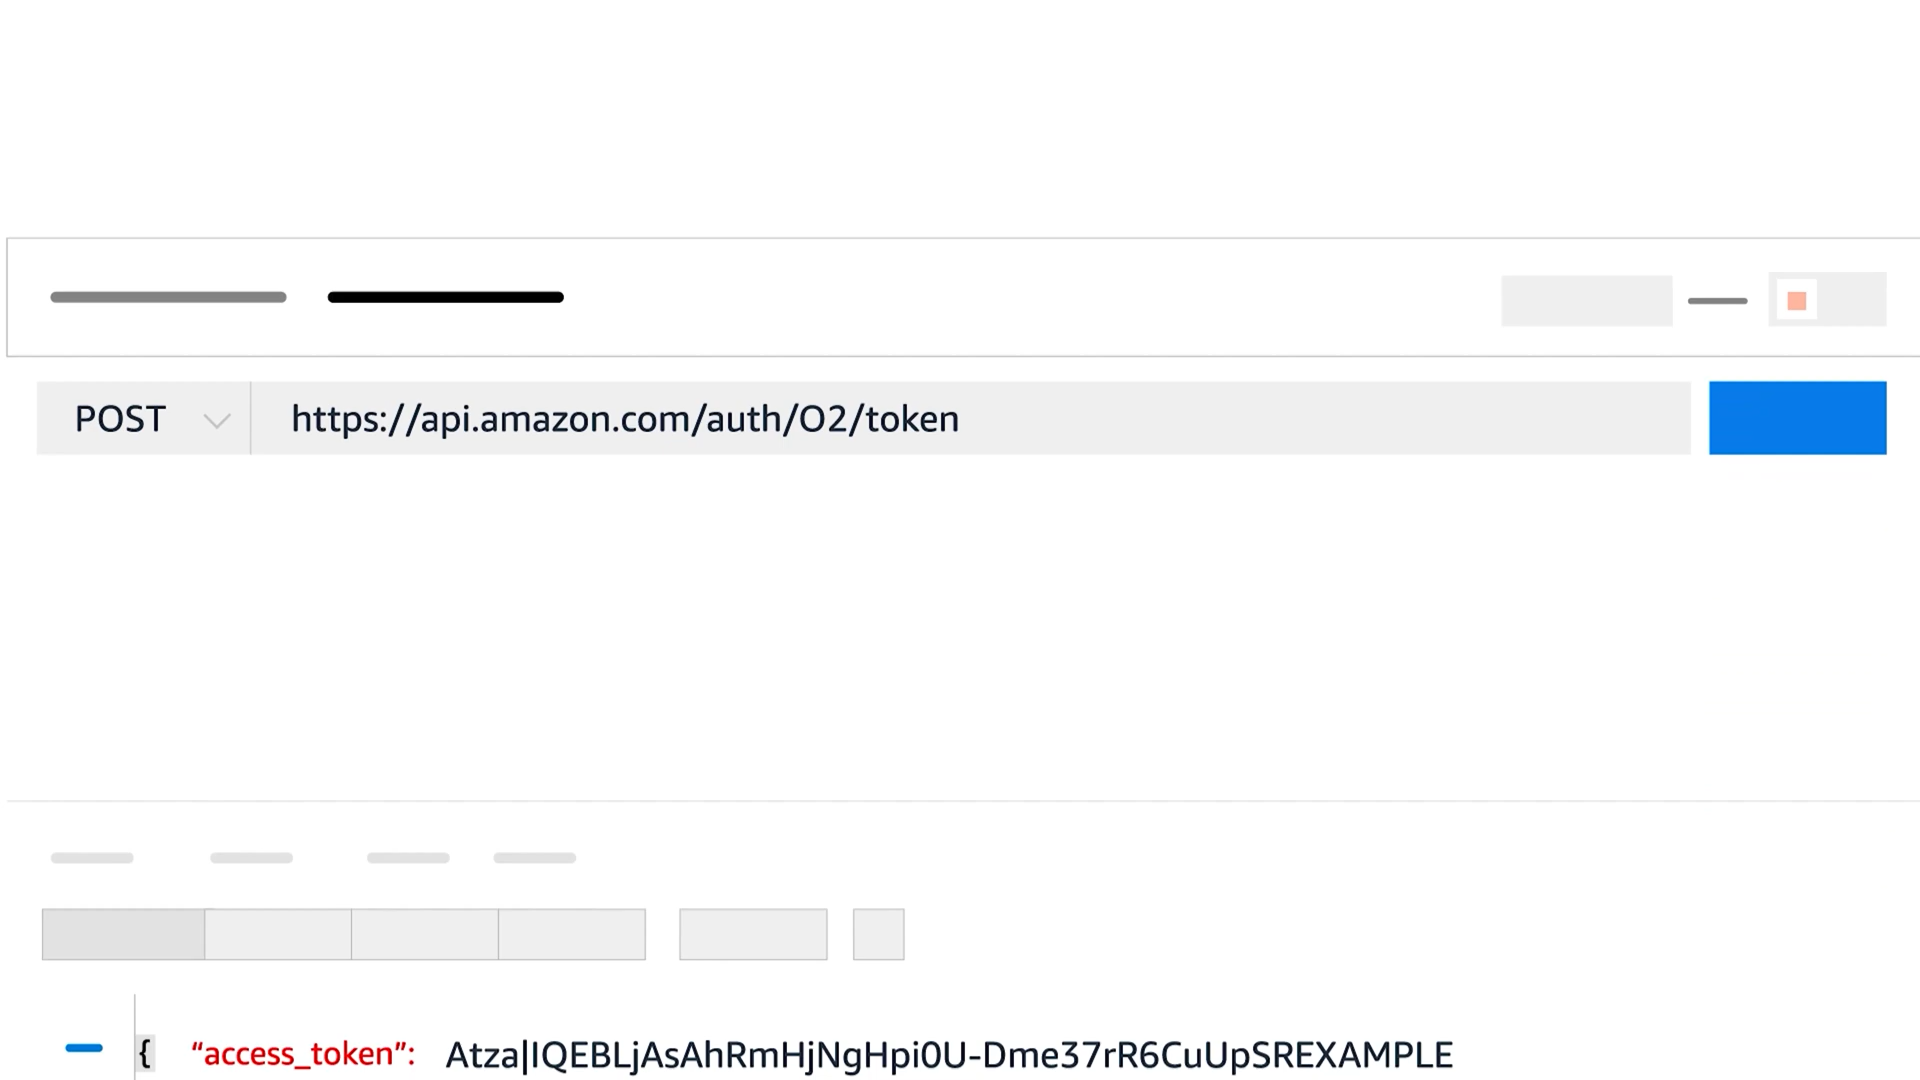 POST https://api.amazon.com/auth/O2/token
{ “access_token”: Atza|IQEBLjAsAhRmHjNgHpi0U-Dme37rR6CuUpSREXAMPLE